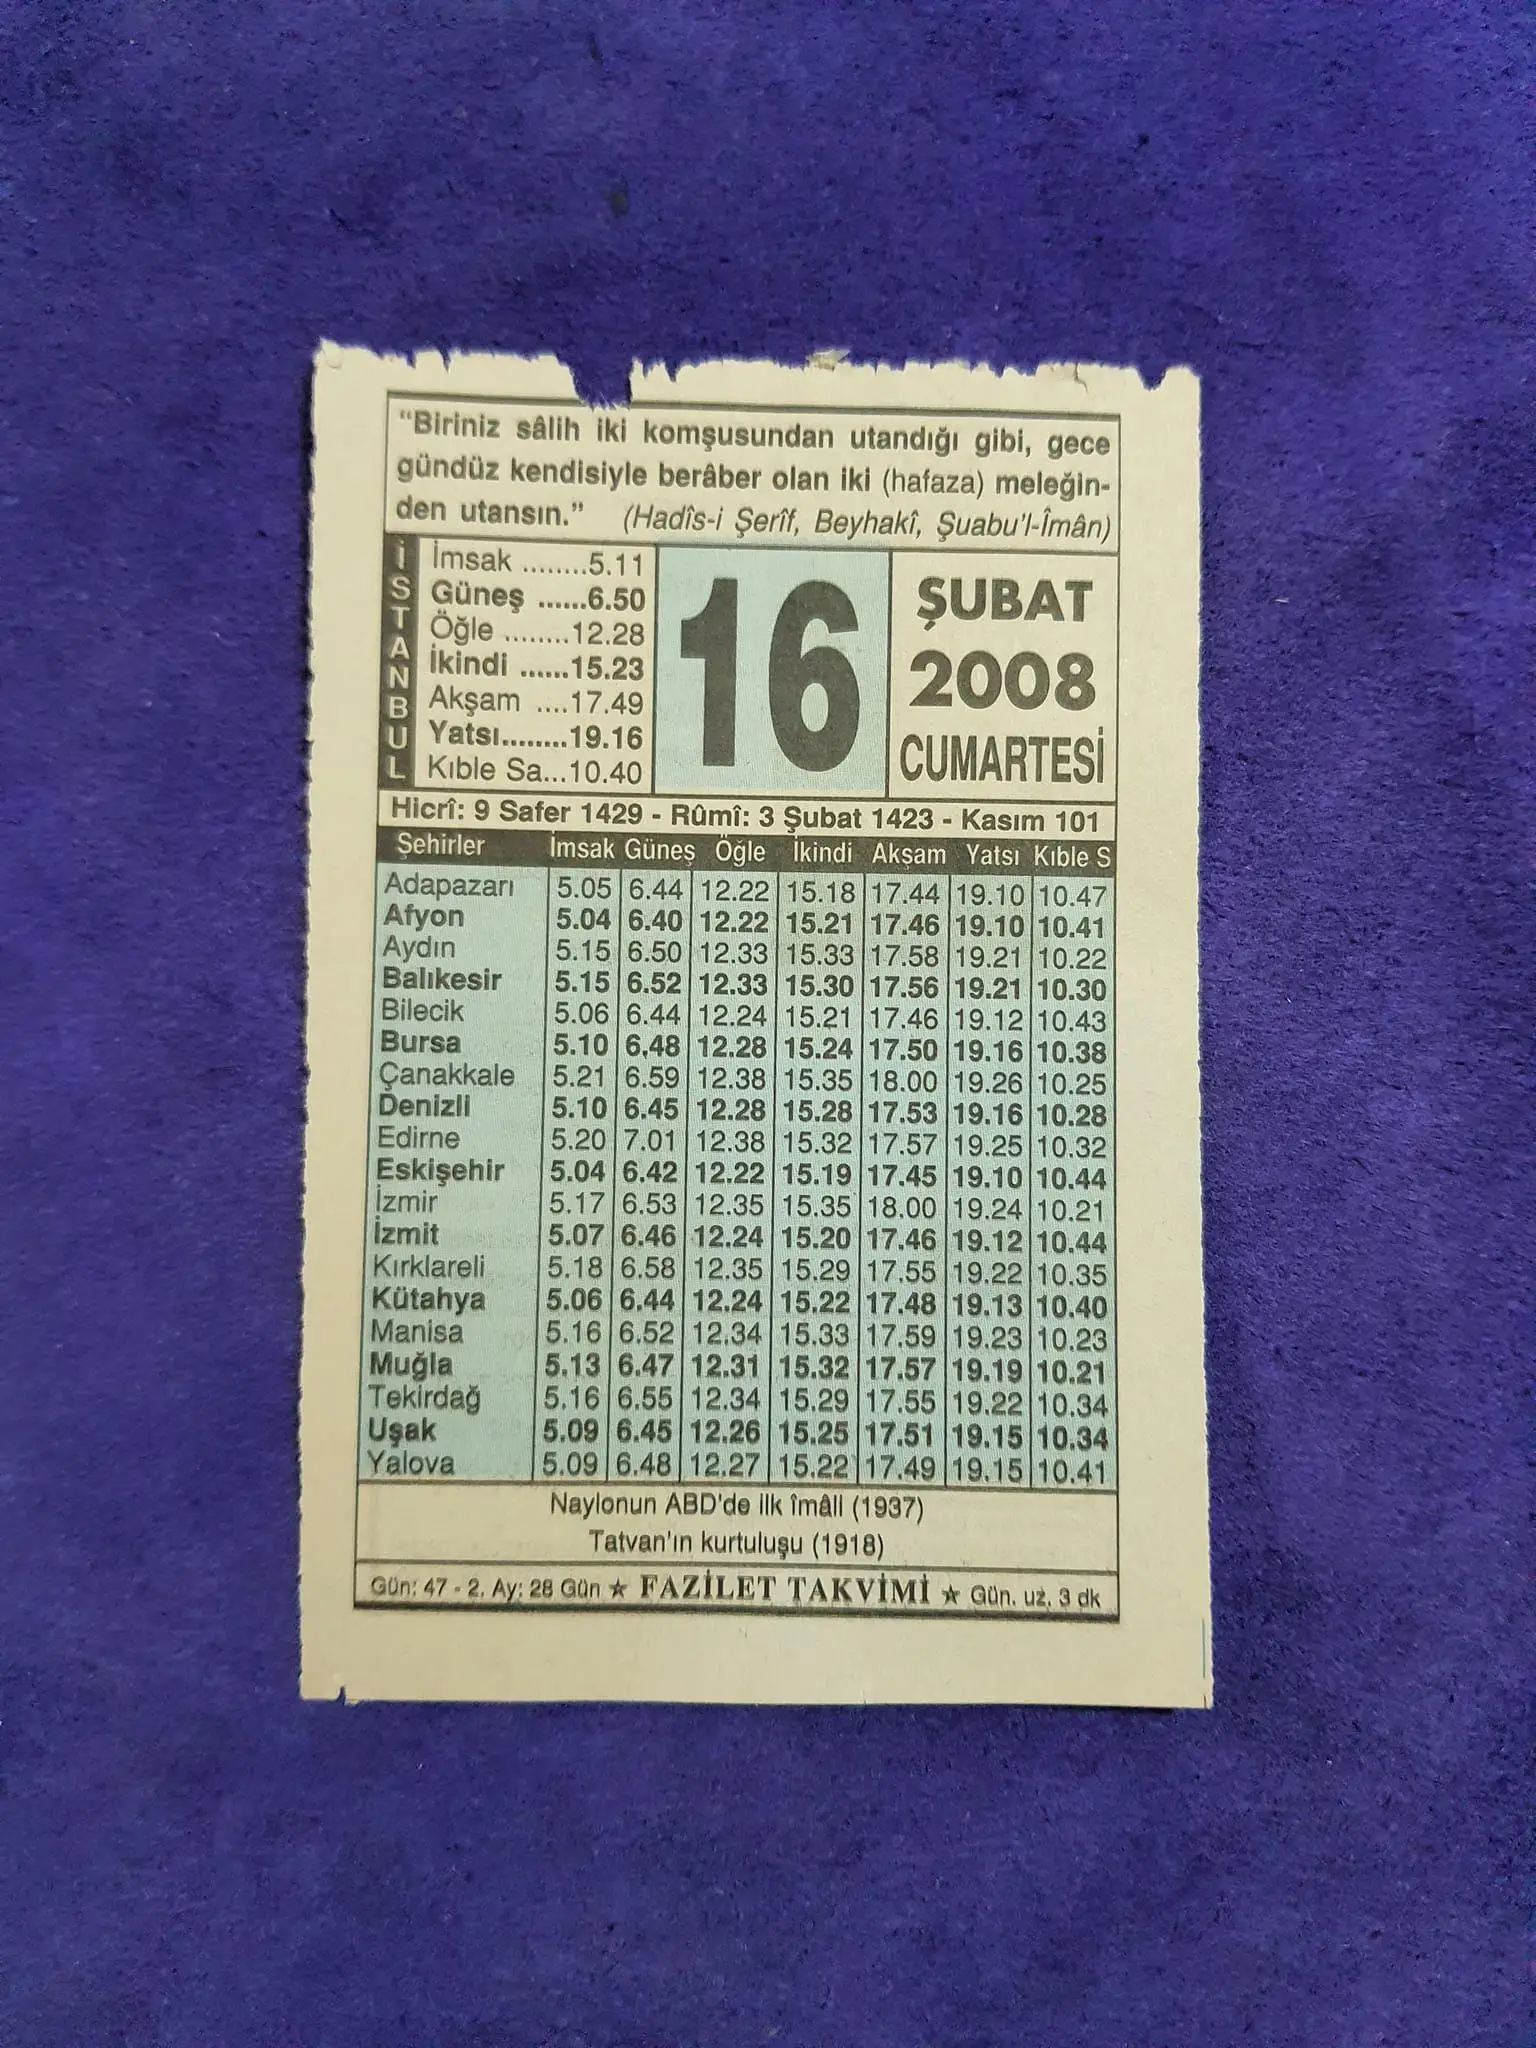 “Biriniz sâlih iki komşusundan utandığı gibi, gece
gündüz kendisiyle berâber olan iki (hafaza) meleğin-
den utansın.” (Hadîs-i Şerîf, Beyhakî, Şuabu'l-Îmân)
İSTANBUL
İmsak ........5.11
Güneş ......6.50
Öğle ........12.28
İkindi ......15.23
Akşam ....17.49
Yatsı........19.16
Kıble Sa...10.40
16
ŞUBAT
2008
CUMARTESİ
Hicrî: 9 Safer 1429 - Rûmî: 3 Şubat 1423 - Kasım 101
Şehirler İmsak Güneş Öğle İkindi Akşam Yatsı Kıble S
Adapazarı 5.05 6.44 12.22 15.18 17.44 19.10 10.47
Afyon 5.04 6.40 12.22 15.21 17.46 19.10 10.41
Aydın 5.15 6.50 12.33 15.33 17.58 19.21 10.22
Balıkesir 5.15 6.52 12.33 15.30 17.56 19.21 10.30
Bilecik 5.06 6.44 12.24 15.21 17.46 19.12 10.43
Bursa 5.10 6.48 12.28 15.24 17.50 19.16 10.38
Çanakkale 5.21 6.59 12.38 15.35 18.00 19.26 10.25
Denizli 5.10 6.45 12.28 15.28 17.53 19.16 10.28
Edirne 5.20 7.01 12.38 15.32 17.57 19.25 10.32
Eskişehir 5.04 6.42 12.22 15.19 17.45 19.10 10.44
İzmir 5.17 6.53 12.35 15.35 18.00 19.24 10.21
İzmit 5.07 6.46 12.24 15.20 17.46 19.12 10.44
Kırklareli 5.18 6.58 12.35 15.29 17.55 19.22 10.35
Kütahya 5.06 6.44 12.24 15.22 17.48 19.13 10.40
Manisa 5.16 6.52 12.34 15.33 17.59 19.23 10.23
Muğla 5.13 6.47 12.31 15.32 17.57 19.19 10.21
Tekirdağ 5.16 6.55 12.34 15.29 17.55 19.22 10.34
Uşak 5.09 6.45 12.26 15.25 17.51 19.15 10.34
Yalova 5.09 6.48 12.27 15.22 17.49 19.15 10.41
Naylonun ABD'de ilk îmâli (1937)
Tatvan'ın kurtuluşu (1918)
Gün: 47 - 2. Ay: 28 Gün ★ FAZİLET TAKVİMİ ★ Gün. uz. 3 dk